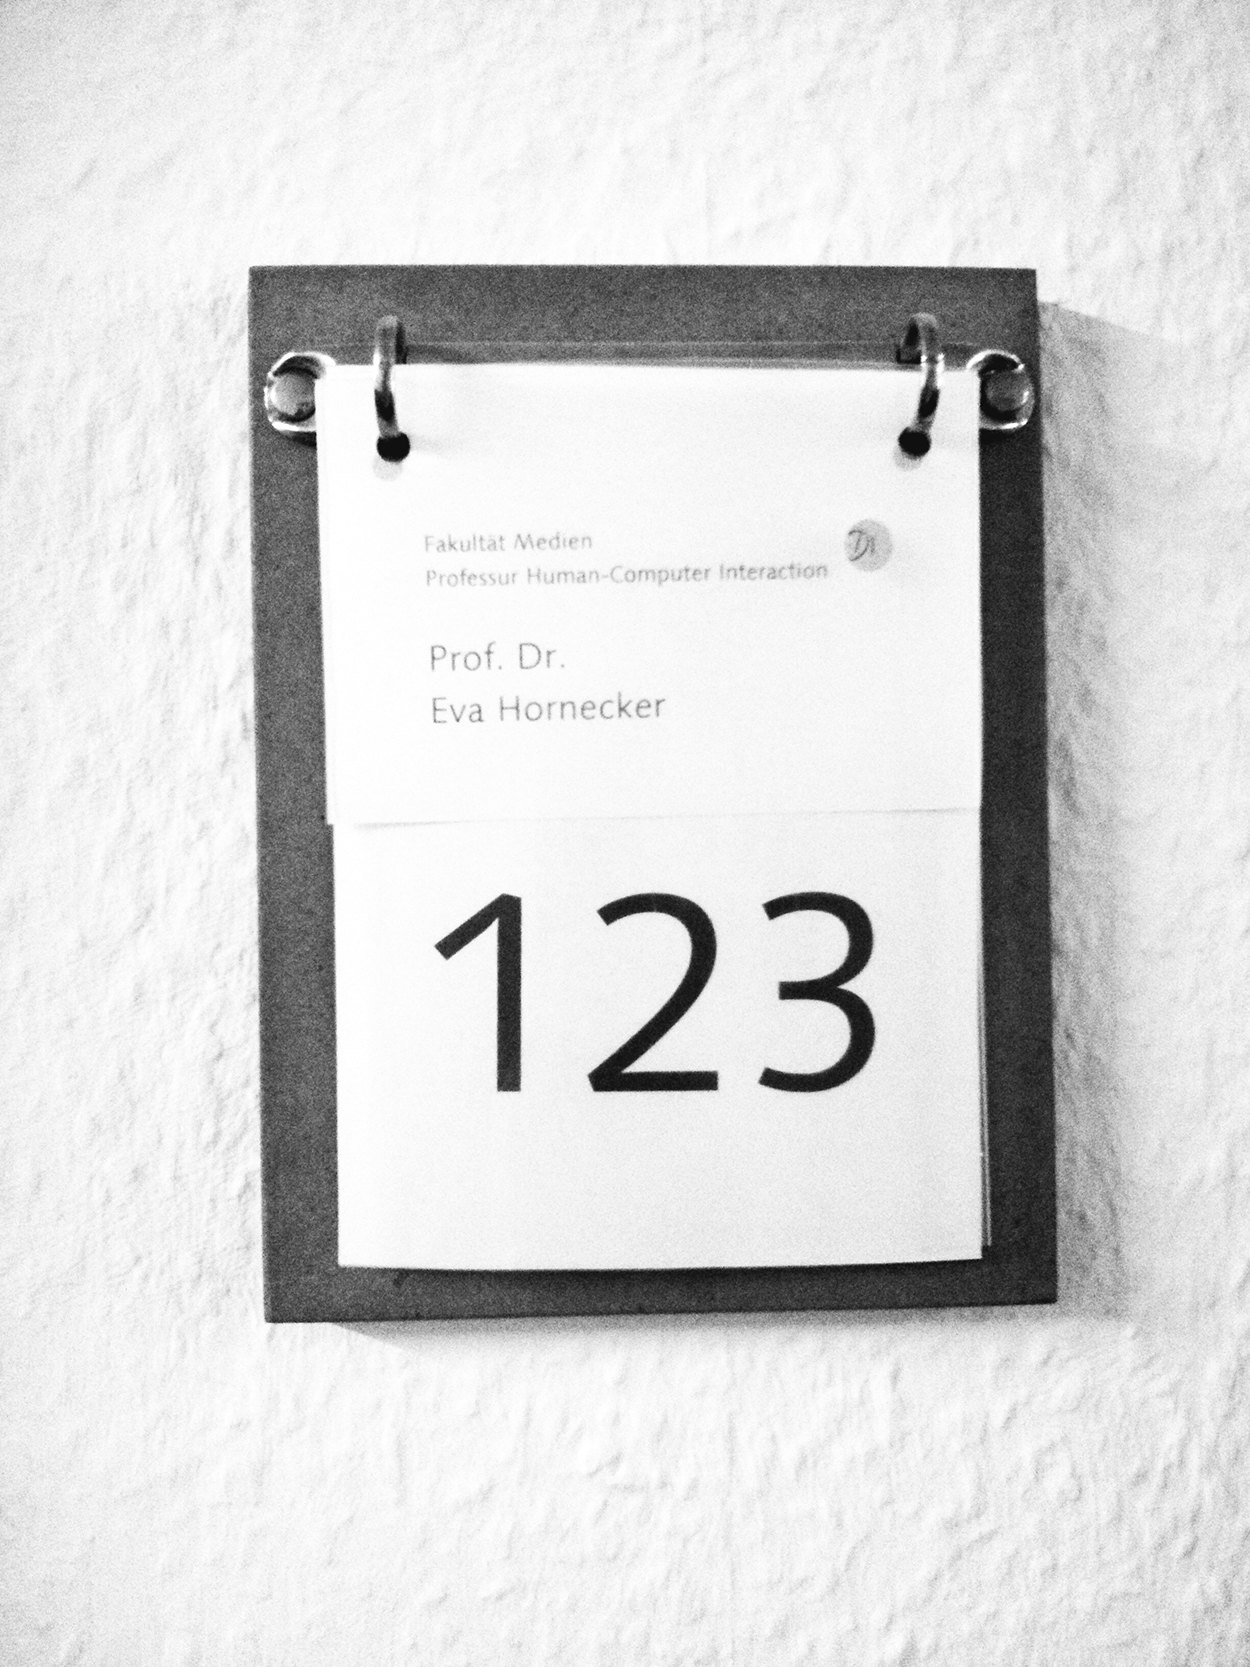 Fakultät Medien
Professur Human-Computer Interaction
Prof. Dr.
Eva Hornecker
123